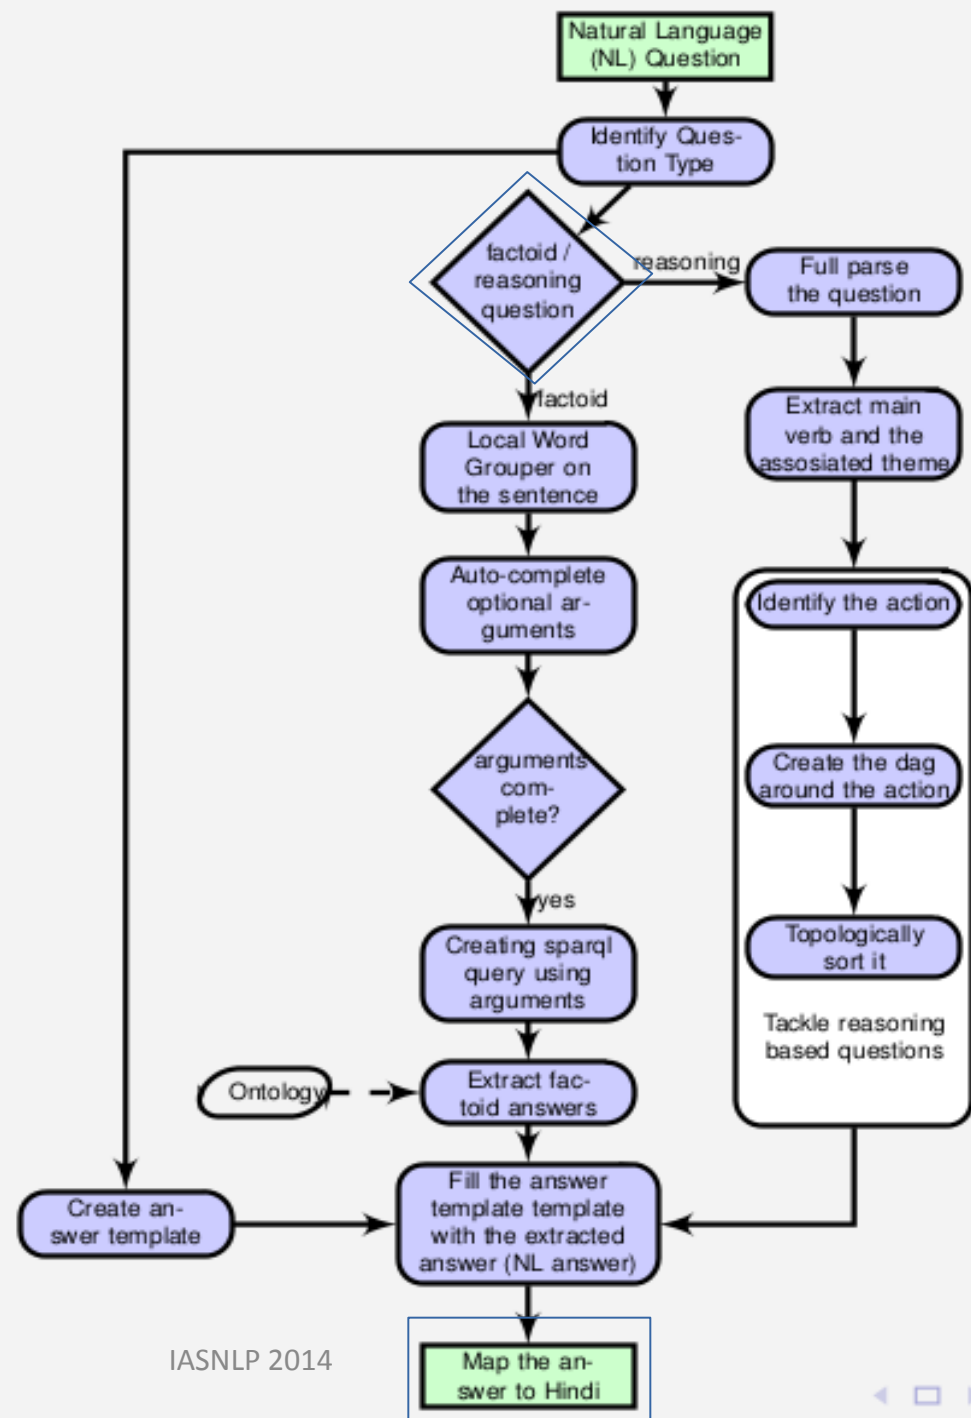 Natural Language
(NL) Question
Identify Ques-
tion Type
factoid /
reasoning
question
reasoning
Full parse
the question
factoid
Local Word
Grouper on
the sentence
Extract main
verb and the
assosiated theme
Auto-complete
optional ar-
guments
Identify the action
arguments
com-
plete?
Create the dag
around the action
yes
Creating sparql
query using
arguments
Topologically
sort it
Tackle reasoning
based questions
Ontology
Extract fac-
toid answers
Create an-
swer template
Fill the answer
template template
with the extracted
answer (NL answer)
IASNLP 2014
Map the an-
swer to Hindi